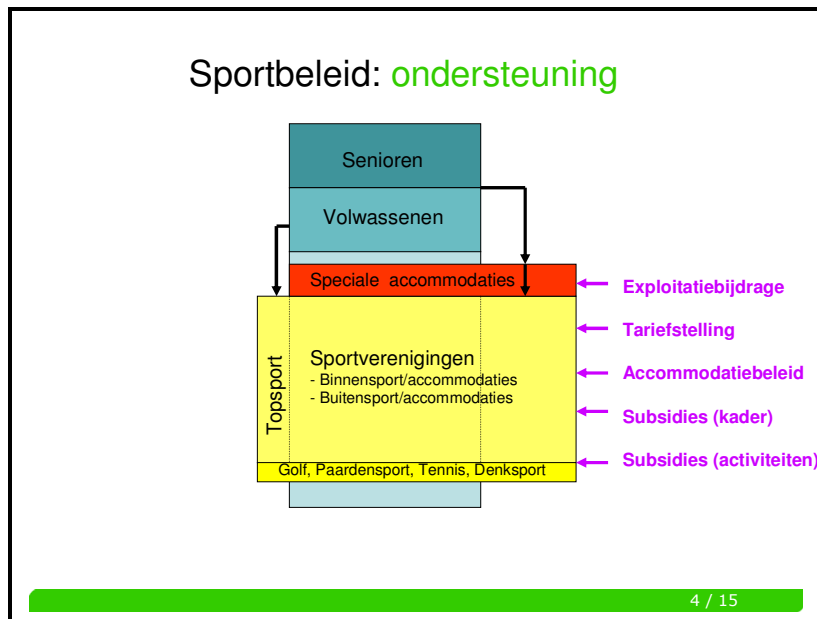 Sportbeleid: ondersteuning
Senioren
Volwassenen
Speciale accommodaties
Exploitatiebijdrage
Tariefstelling
Topsport
Sportverenigingen
- Binnensport/accommodaties
- Buitensport/accommodaties
Accommodatiebeleid
Subsidies (kader)
Subsidies (activiteiten)
Golf, Paardensport, Tennis, Denksport
4 / 15